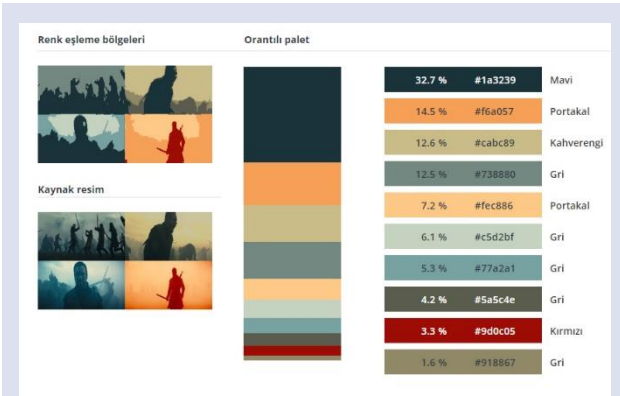 Renk eşleme bölgeleri
Orantılı palet
32.7 % #1a3239 Mavi
14.5 % #f6a057 Portakal
12.6 % #cabc89 Kahverengi
Kaynak resim
12.5 % #738880 Gri
7.2 % #fec886 Portakal
6.1 % #c5d2bf Gri
5.3 % #77a2a1 Gri
4.2 % #5a5c4e Gri
3.3 % #9d0c05 Kırmızı
1.6 % #918867 Gri